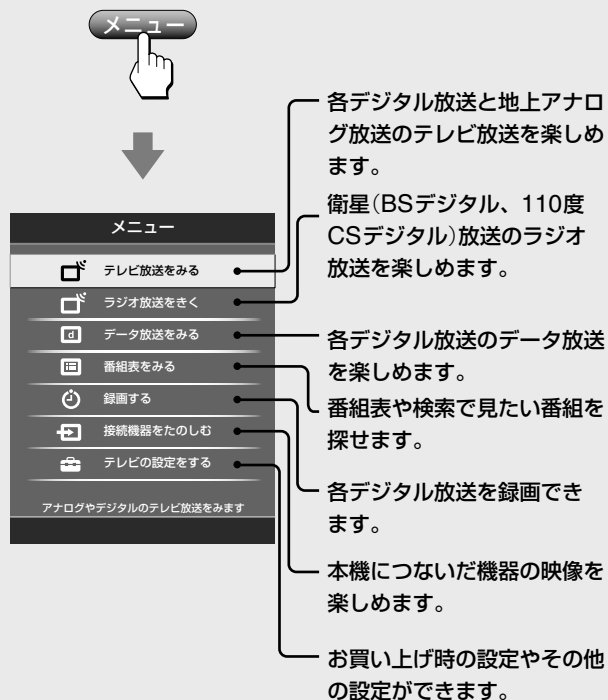 メニュー
メニュー
テレビ放送をみる
ラジオ放送をきく
データ放送をみる
番組表をみる
録画する
接続機器をたのしむ
テレビの設定をする
アナログやデジタルのテレビ放送をみます
各デジタル放送と地上アナロ
グ放送のテレビ放送を楽しめ
ます。
衛星（BSデジタル、110度
CSデジタル）放送のラジオ
放送を楽しめます。
各デジタル放送のデータ放送
を楽しめます。
番組表や検索で見たい番組を
探せます。
各デジタル放送を録画でき
ます。
本機につないだ機器の映像を
楽しめます。
お買い上げ時の設定やその他
の設定ができます。